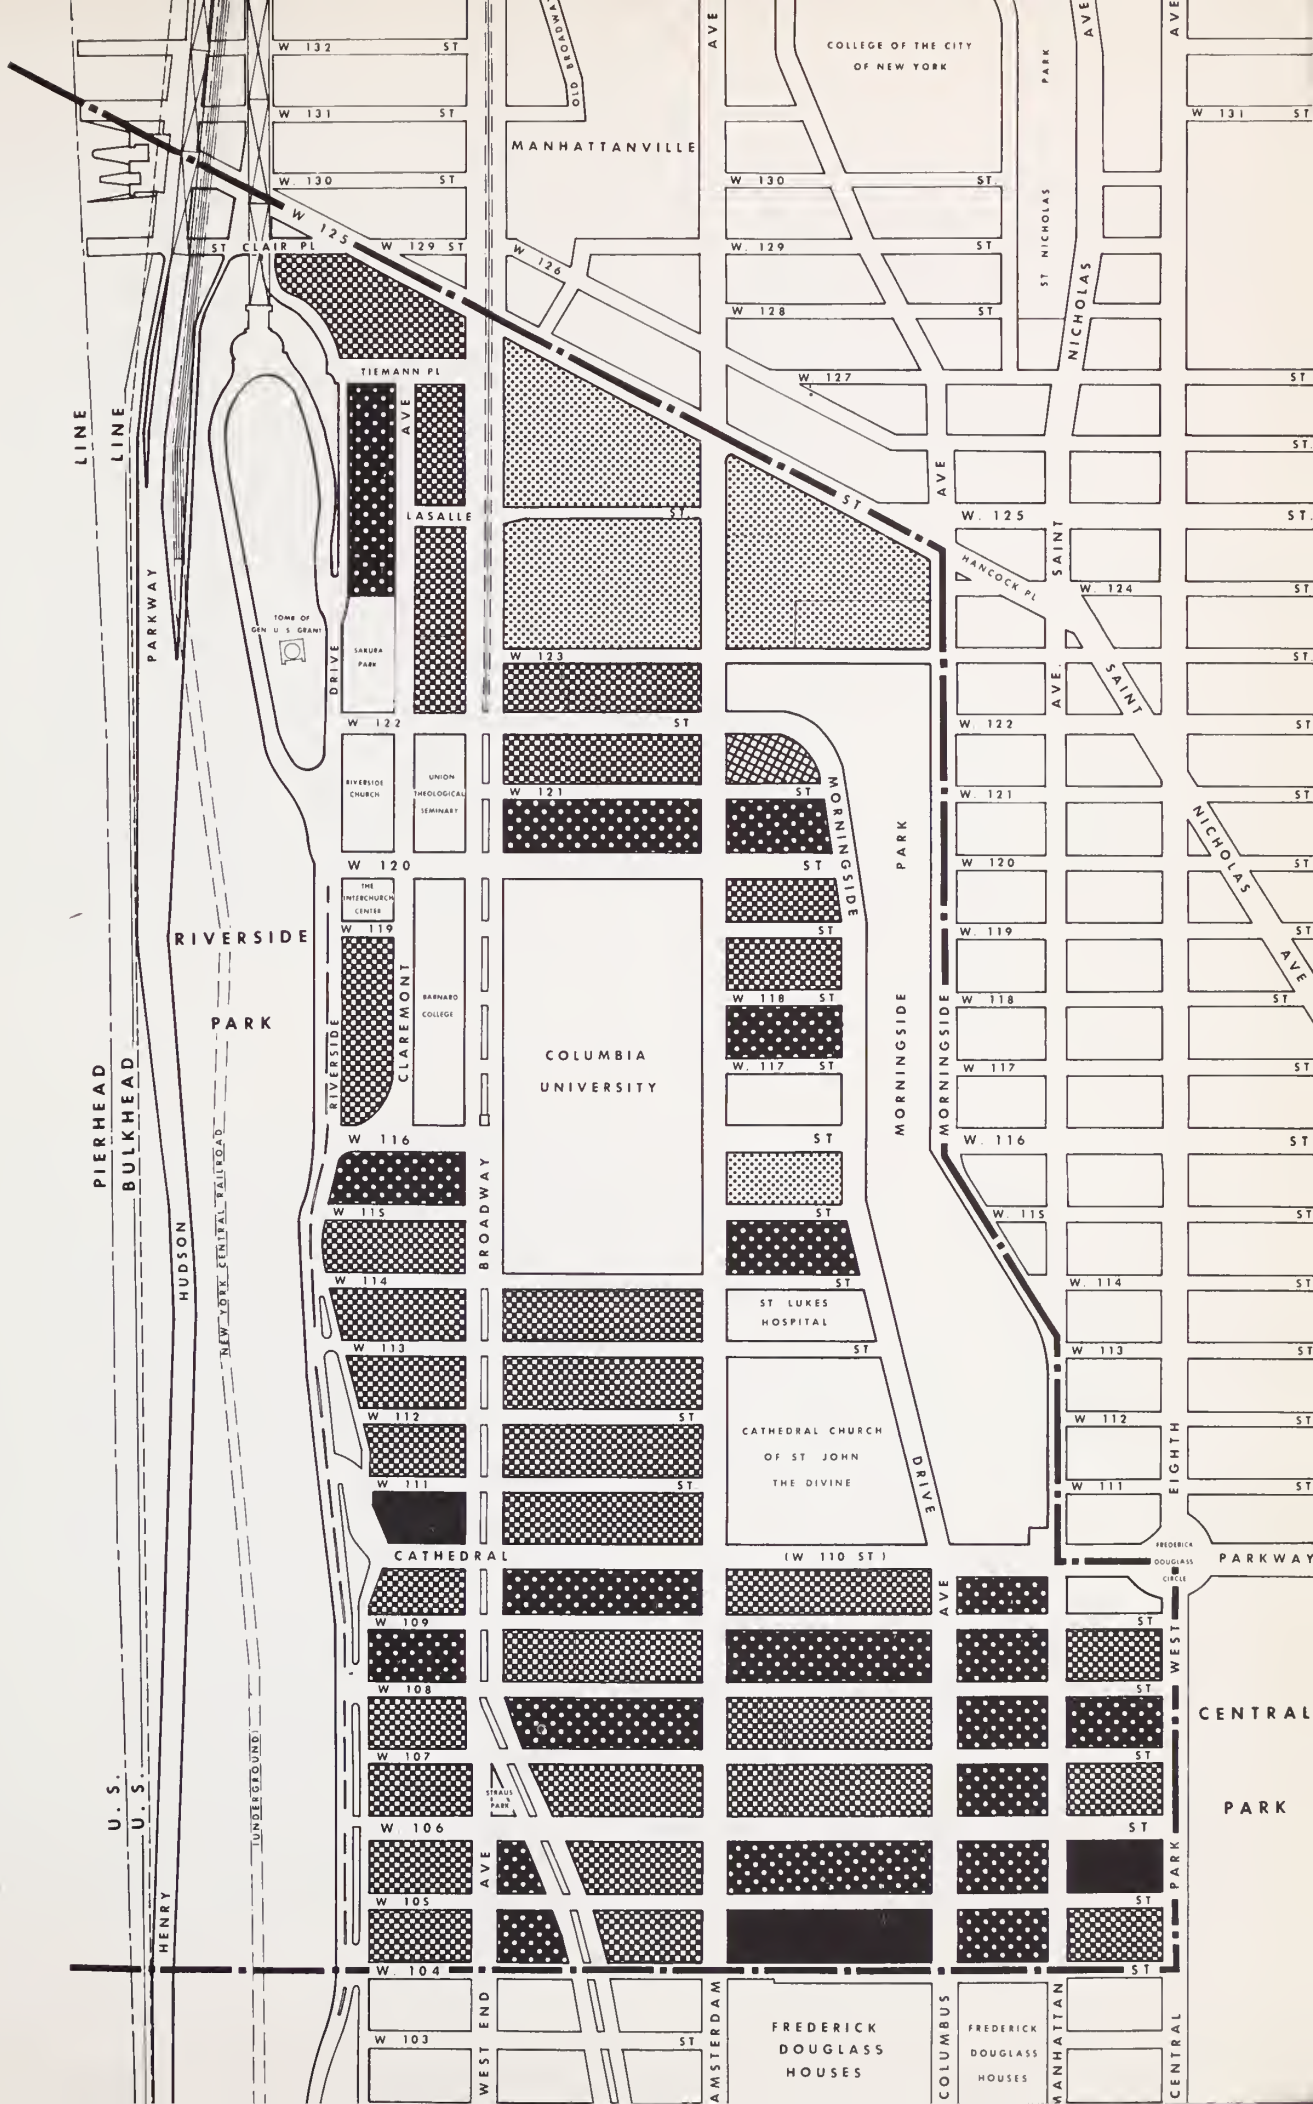 W 132 ST
OLD BROADWAY
AVE
COLLEGE OF THE CITY
OF NEW YORK
PARK
AVE
AVE
W 131 ST
W 131 ST
MANHATTANVILLE
W. 130 ST
W. 130 ST.
ST NICHOLAS
W 125
ST CLAIR PL
W 129 ST
W 126
W. 129 ST
NICHOLAS
W. 128 ST
TIEMANN PL
W. 127
ST
LINE
LINE
AVE
ST.
AVE
ST
LASALLE
ST.
W. 125
ST.
SAINT
HANCOCK PL
PARKWAY
W. 124
ST
TOMB OF
GEN U S GRANT
SAKURA
PARK
DRIVE
W 123
ST.
AVE.
SAINT
W 122
ST
W. 122
ST
RIVERSIDE
CHURCH
UNION
THEOLOGICAL
SEMINARY
W 121
ST
MORNINGSIDE
W. 121
ST
NICHOLAS
AVE
PARK
W 120
ST
W 120
ST
THE
INTERCHURCH
CENTER
W 119
ST
W. 119
ST
RIVERSIDE
PARK
CLAREMONT
BARNARD
COLLEGE
W 118 ST
W. 118
ST
COLUMBIA
UNIVERSITY
RIVERSIDE
MORNINGSIDE
MORNINGSIDE
W. 117 ST
W 117
ST
PIERHEAD
BULKHEAD
W 116
ST
W. 116
ST
NEW YORK CENTRAL RAILROAD
BROADWAY
W 115
ST
W. 115
ST
HUDSON
W 114
ST
W. 114
ST
ST LUKES
HOSPITAL
W 113
ST
W 113
ST
W 112
ST
W 112
ST
CATHEDRAL CHURCH
OF ST JOHN
THE DIVINE
DRIVE
EIGHTH
W 111
ST.
W 111
ST
CATHEDRAL
(W 110 ST)
FREDERICK
DOUGLASS
CIRCLE
PARKWAY
AVE
W 109
ST
WEST
W 108
ST
CENTRAL
PARK
W 107
ST
U. S.
U. S.
(UNDERGROUND)
STRAUS
PARK
W. 106
ST
AVE
PARK
W 105
ST
HENRY
W. 104
ST
W 103
ST
WEST END
AMSTERDAM
FREDERICK
DOUGLASS
HOUSES
COLUMBUS
FREDERICK
DOUGLASS
HOUSES
MANHATTAN
CENTRAL